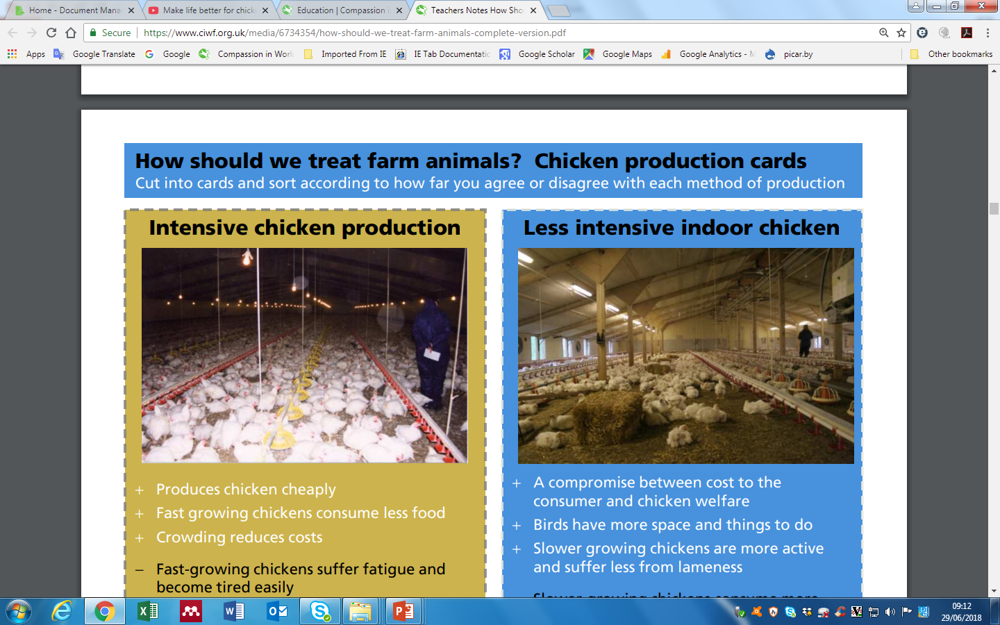 Home - Document Mana
Make life better for chick
Education | Compassion i
Teachers Notes How Sho
Secure
https://www.ciwf.org.uk/media/6734354/how-should-we-treat-farm-animals-complete-version.pdf
Apps
Google Translate
Google
Compassion in Worl
Imported From IE
IE Tab Documentatic
Google Scholar
Google Maps
Google Analytics - M
picar.by
Other bookmarks
How should we treat farm animals? Chicken production cards
Cut into cards and sort according to how far you agree or disagree with each method of production
Intensive chicken production
+ Produces chicken cheaply
+ Fast growing chickens consume less food
+ Crowding reduces costs
– Fast-growing chickens suffer fatigue and
become tired easily
Less intensive indoor chicken
+ A compromise between cost to the
consumer and chicken welfare
+ Birds have more space and things to do
+ Slower growing chickens are more active
and suffer less from lameness
Slower growing chickens consume more
09:12
29/06/2018